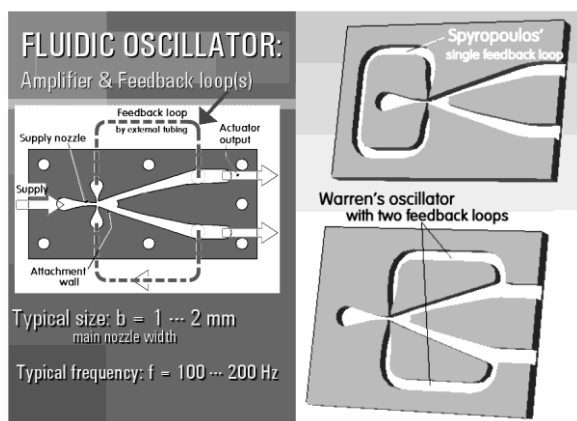 FLUIDIC OSCILLATOR:
Amplifier & Feedback loop(s)
Feedback loop
by external tubing
Actuator
output
Supply nozzle
Supply
Attachment
wall
Typical size: b = 1 --- 2 mm
main nozzle width
Typical frequency: f = 100 --- 200 Hz
Spyropoulos'
single feedback loop
Warren's oscillator
with two feedback loops